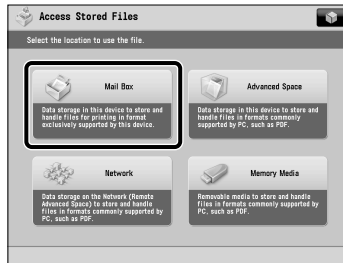 Access Stored Files
Select the location to use the file.
Mail Box
Data storage in this device to store and
handle files for printing in format
exclusively supported by this device.
Advanced Space
Data storage in this device to store and
handle files in formats commonly
supported by PC, such as PDF.
Network
Data storage on the Network (Remote
Advanced Space) to store and handle
files in formats commonly supported by
PC, such as PDF.
Memory Media
Removable media to store and handle
files in formats commonly supported by
PC, such as PDF.